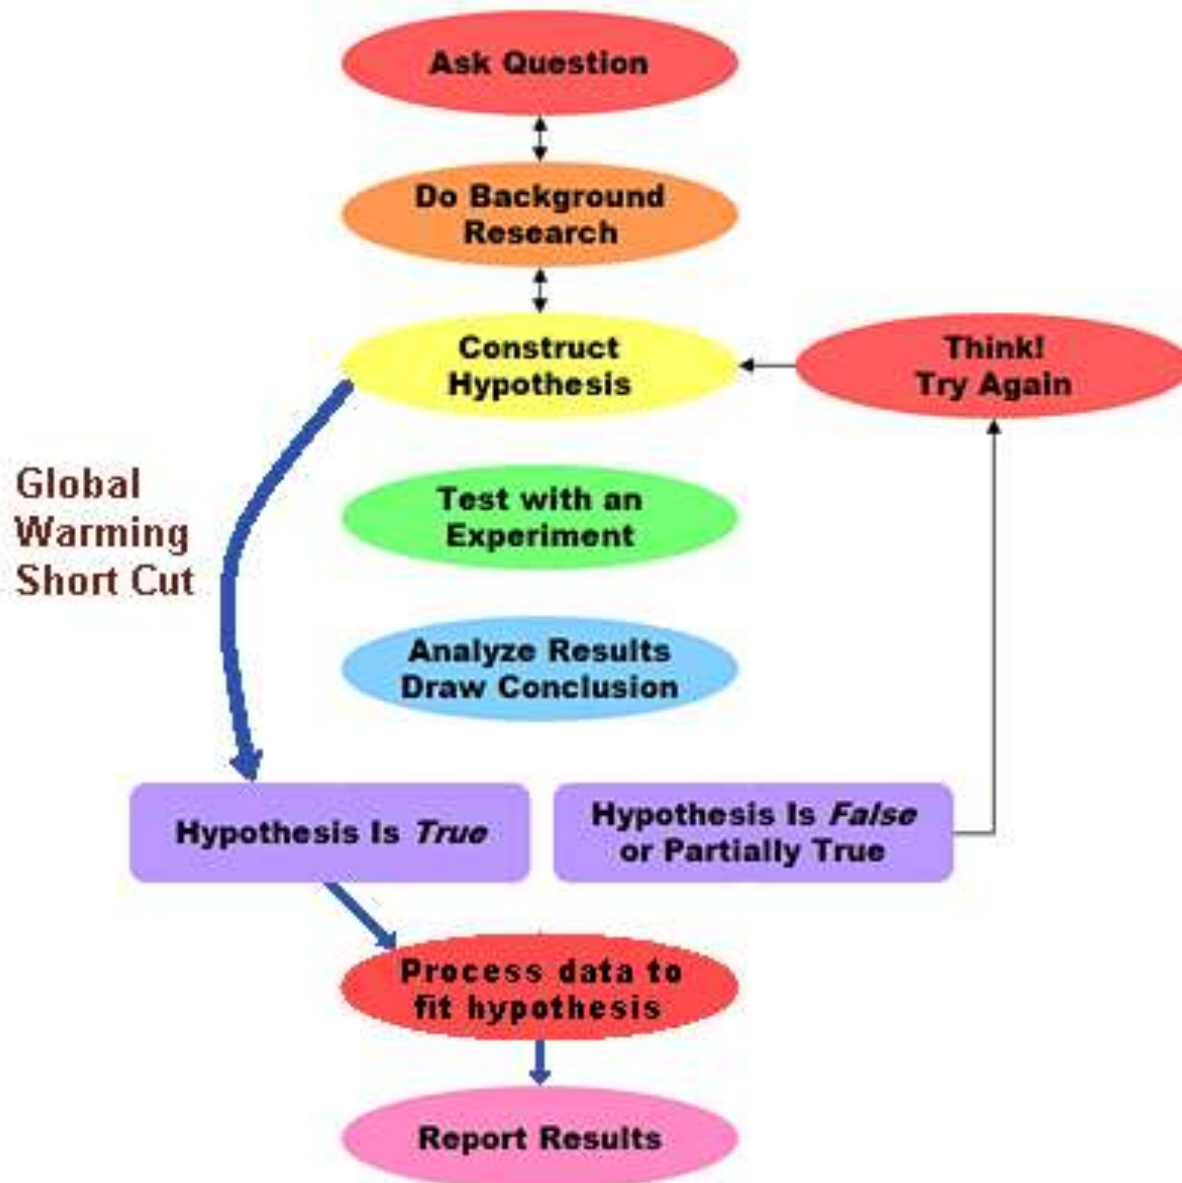 Ask Question
Do Background
Research
Construct
Hypothesis
Think!
Try Again
Global
Warming
Short Cut
Test with an
Experiment
Analyze Results
Draw Conclusion
Hypothesis Is True
Hypothesis Is False
or Partially True
Process data to
fit hypothesis
Report Results